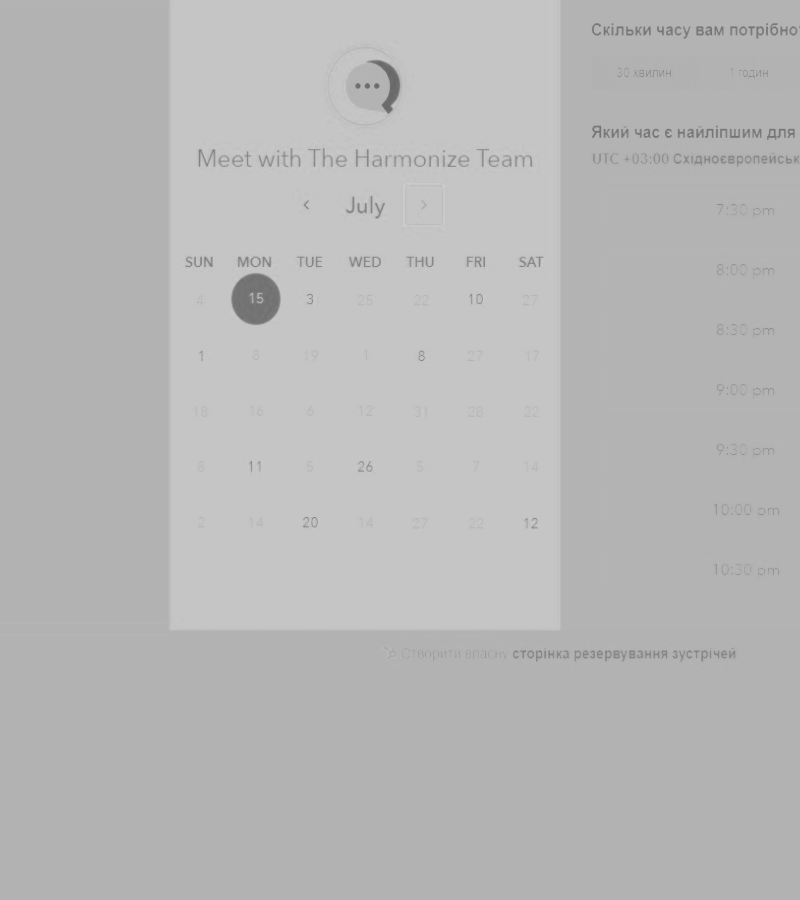 Meet with The Harmonize Team
July
SUN MON TUE WED THU FRI SAT
4 15 3 25 22 10 27
1 8 19 1 8 27 17
18 16 6 12 31 28 22
11 5 26 7 14
2 14 20 14 27 22 12
Скільки часу вам потрібно?
30 хвилин 1 годин
Який час є найліпшим для
UTC +03:00
7:30 pm
8:00 pm
8:30 pm
9:00 pm
9:30 pm
10:00 pm
10:30 pm
Створити власну сторінка резервування зустрічей